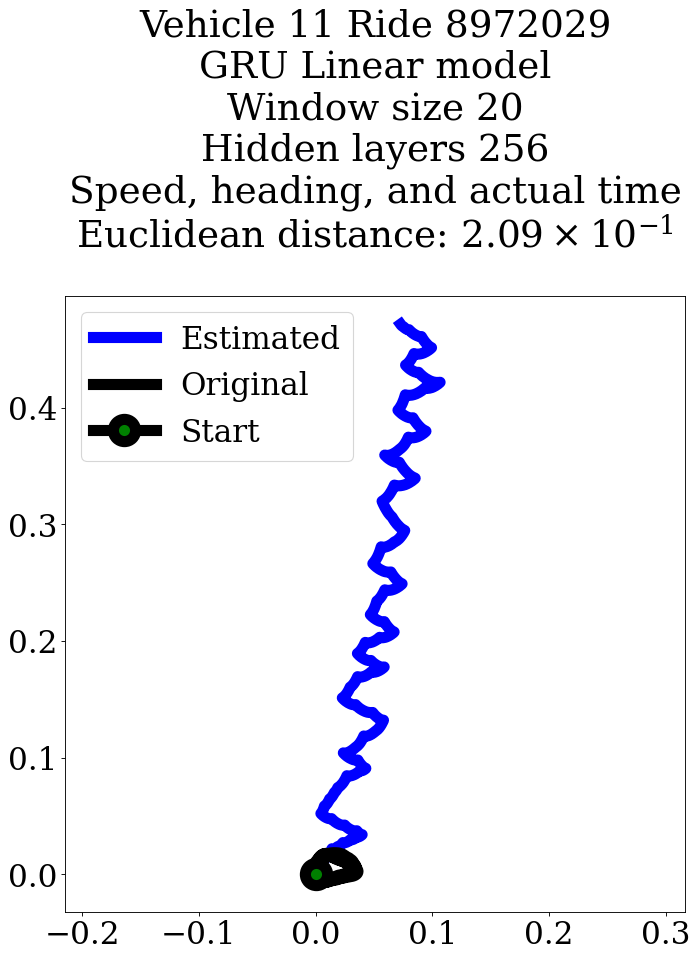 Vehicle 11 Ride 8972029
GRU Linear model
Window size 20
Hidden layers 256
Speed, heading, and actual time
Euclidean distance: 2.09 × 10⁻¹
Estimated
Original
Start
0.4
0.3
0.2
0.1
0.0
−0.2 −0.1 0.0 0.1 0.2 0.3